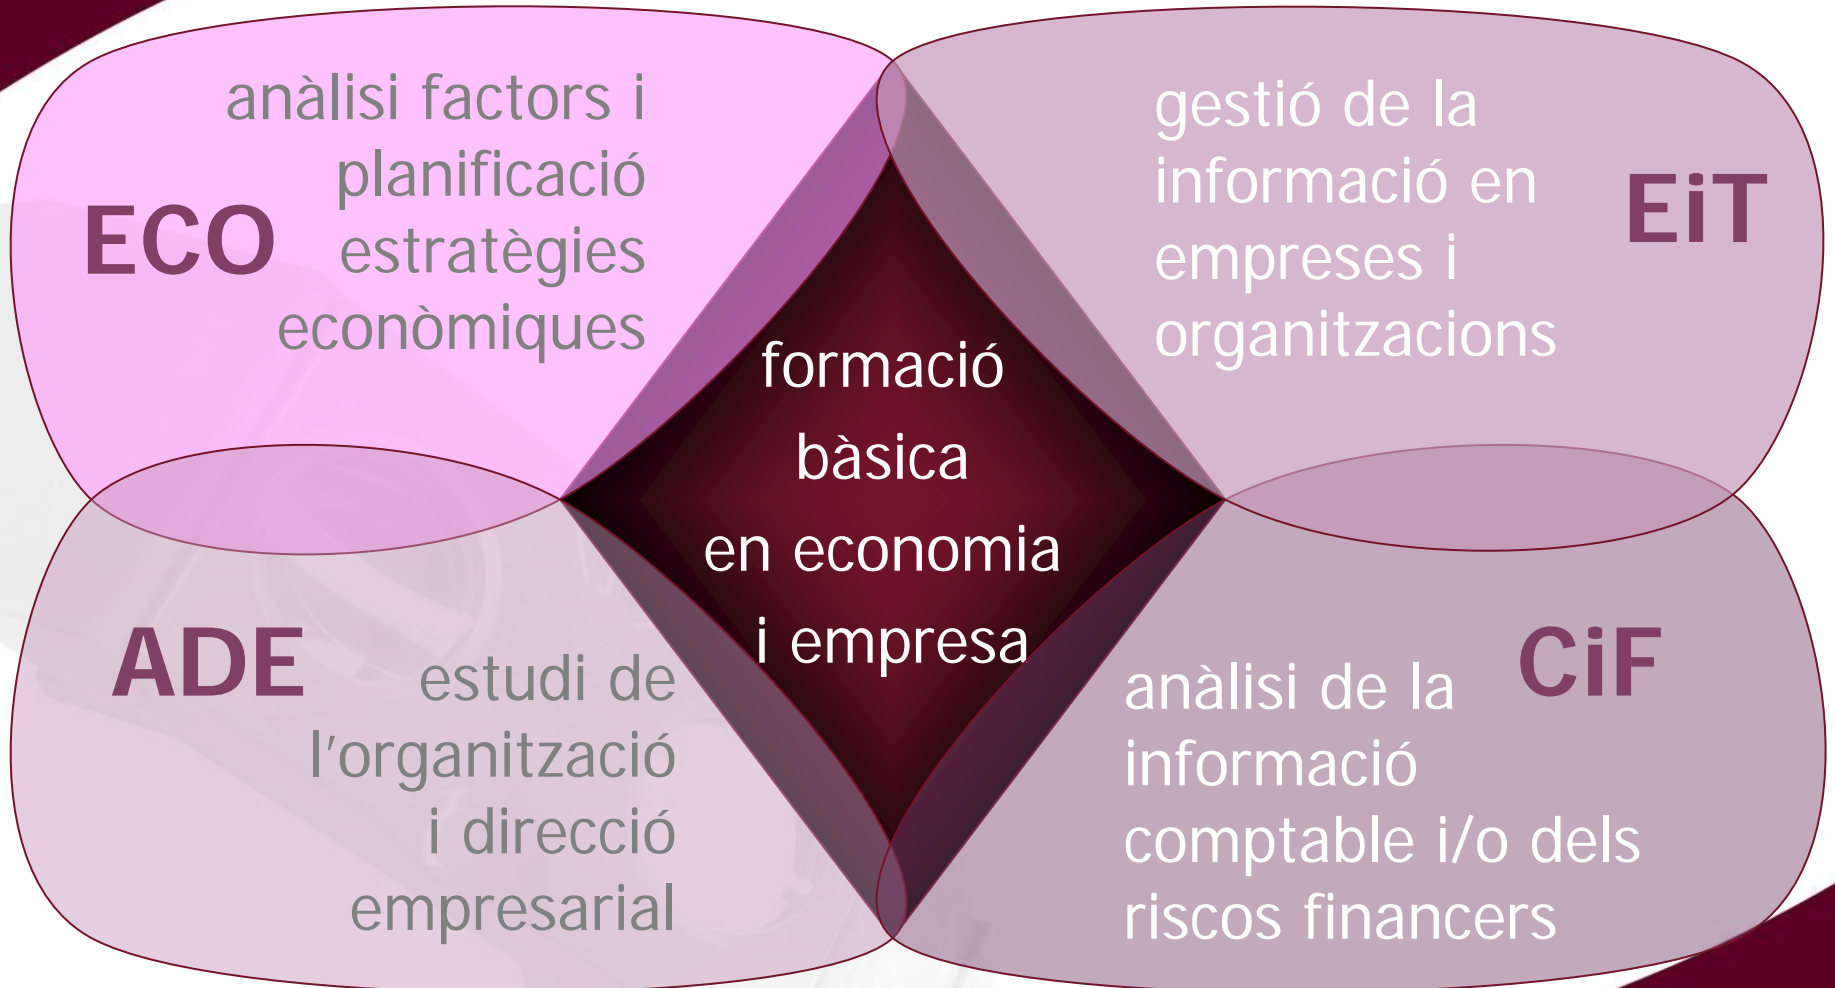 ECO
anàlisi factors i
planificació
estratègies
econòmiques
EiT
gestió de la
informació en
empreses i
organitzacions
formació
bàsica
en economia
i empresa
ADE
estudi de
l'organització
i direcció
empresarial
CiF
anàlisi de la
informació
comptable i/o dels
riscos financers